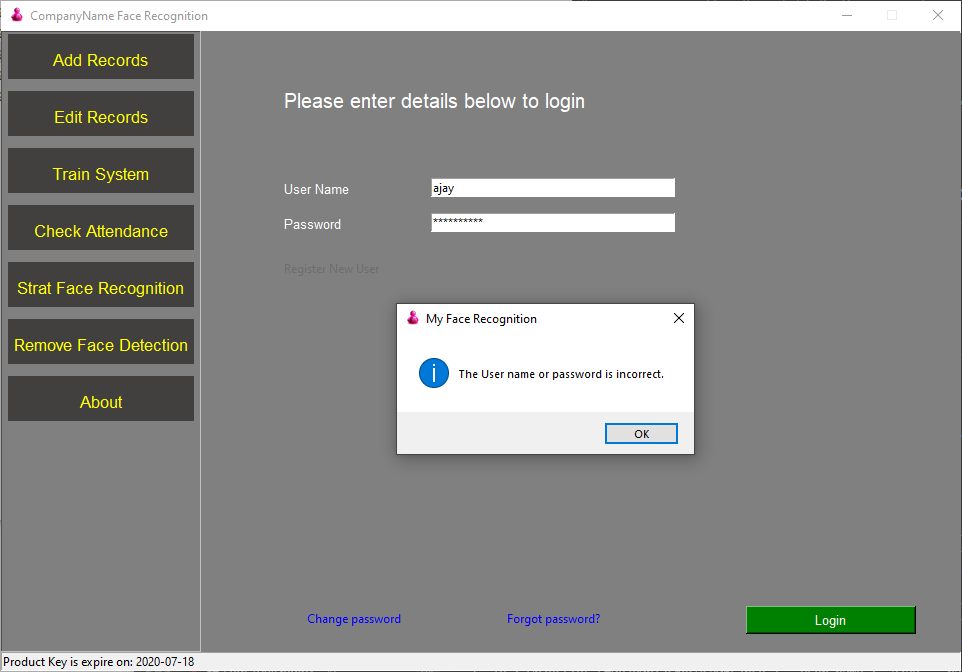 CompanyName Face Recognition
Add Records
Edit Records
Train System
Check Attendance
Strat Face Recognition
Remove Face Detection
About
Please enter details below to login
User Name
ajay
Password
**********
Register New User
My Face Recognition
The User name or password is incorrect.
OK
Change password
Forgot password?
Login
Product Key is expire on: 2020-07-18